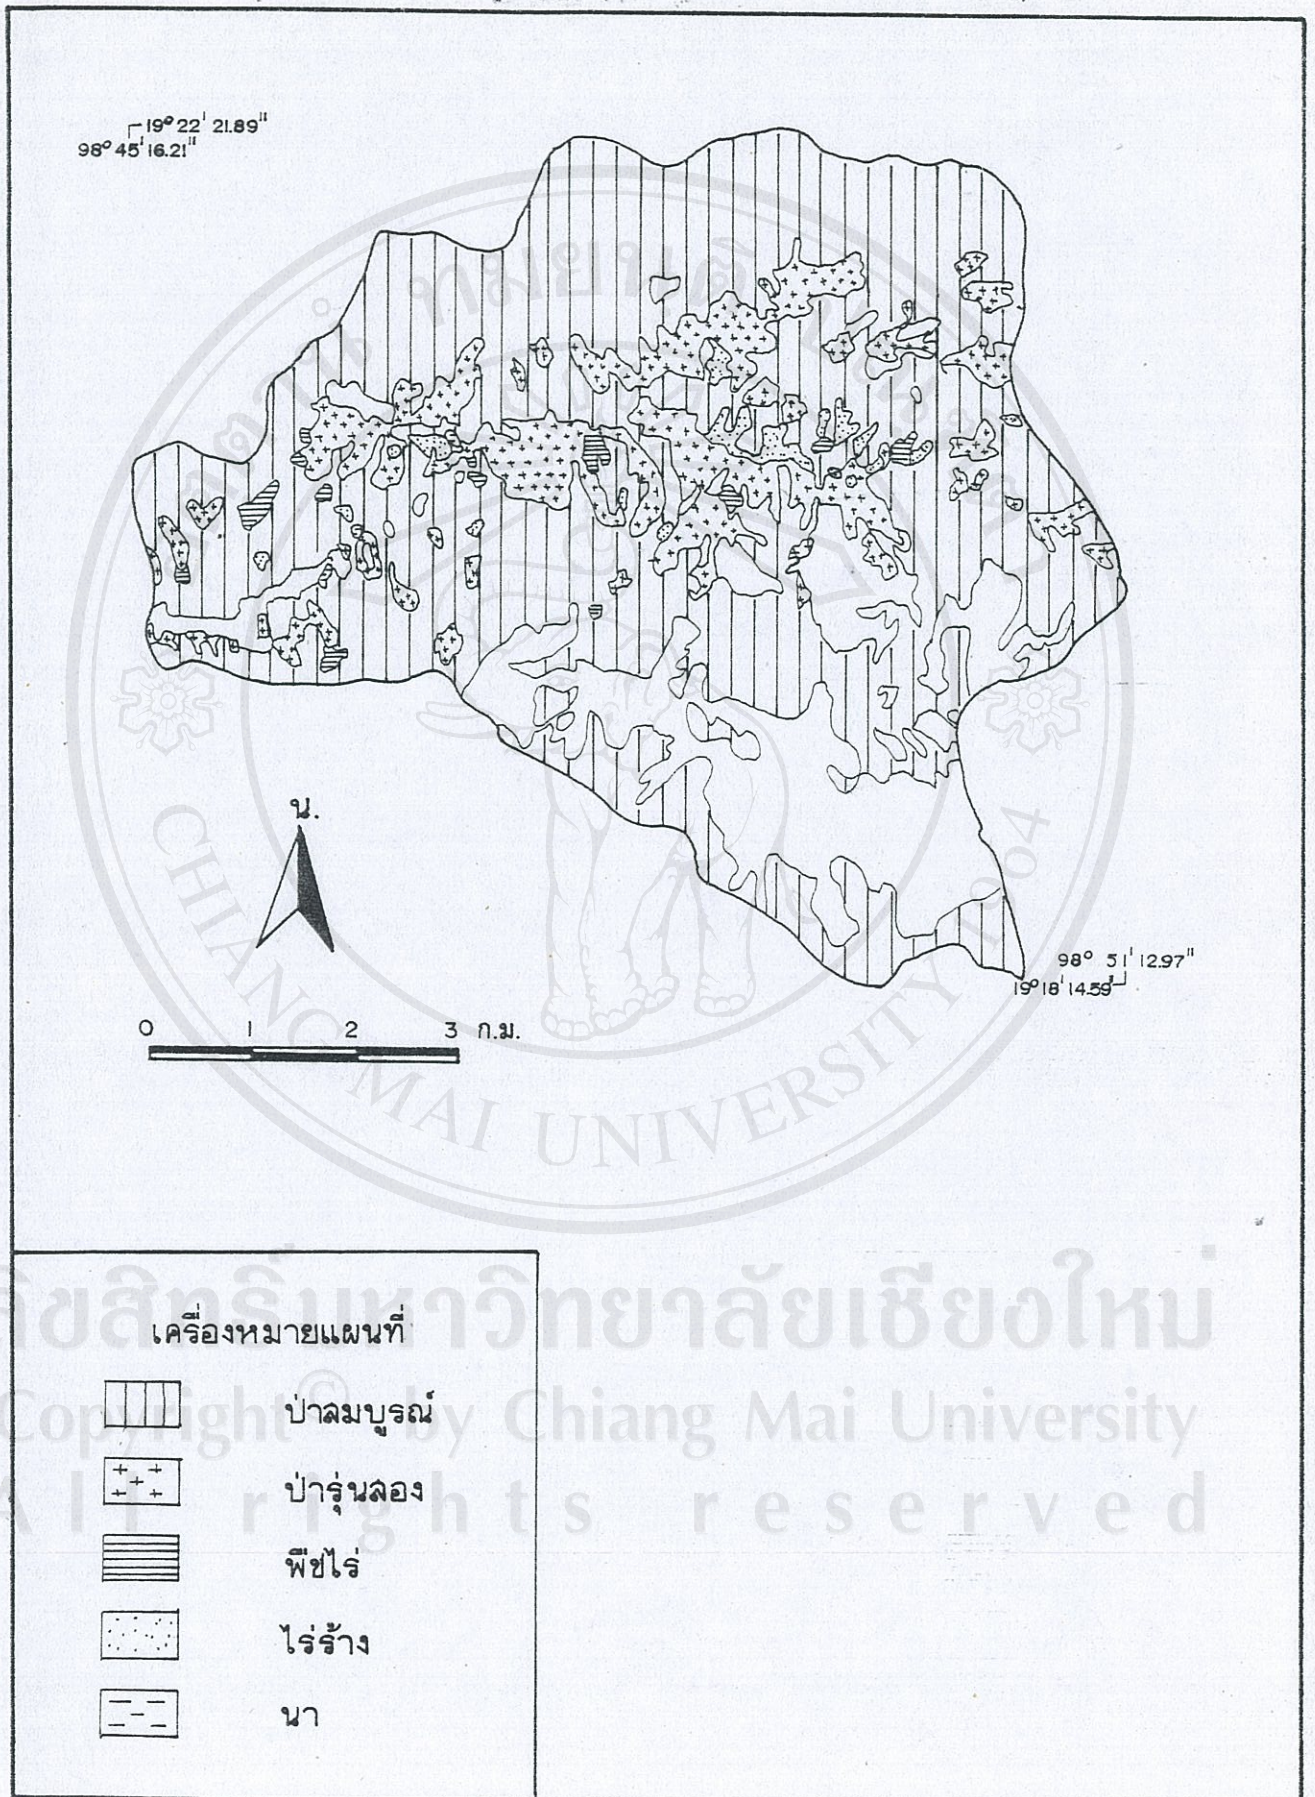 19° 22' 21.89"
98° 45' 16.21"
น.
98° 51' 12.97"
19° 18' 14.59"
0 1 2 3 ก.ม.
CHIANG MAI UNIVERSITY 1964
เครื่องหมายแผนที่
ป่าสมบูรณ์
ป่ารุ่นสอง
พืชไร่
ไร่ร้าง
นา
ลิขสิทธิ์มหาวิทยาลัยเชียงใหม่
Copyright © by Chiang Mai University
All rights reserved